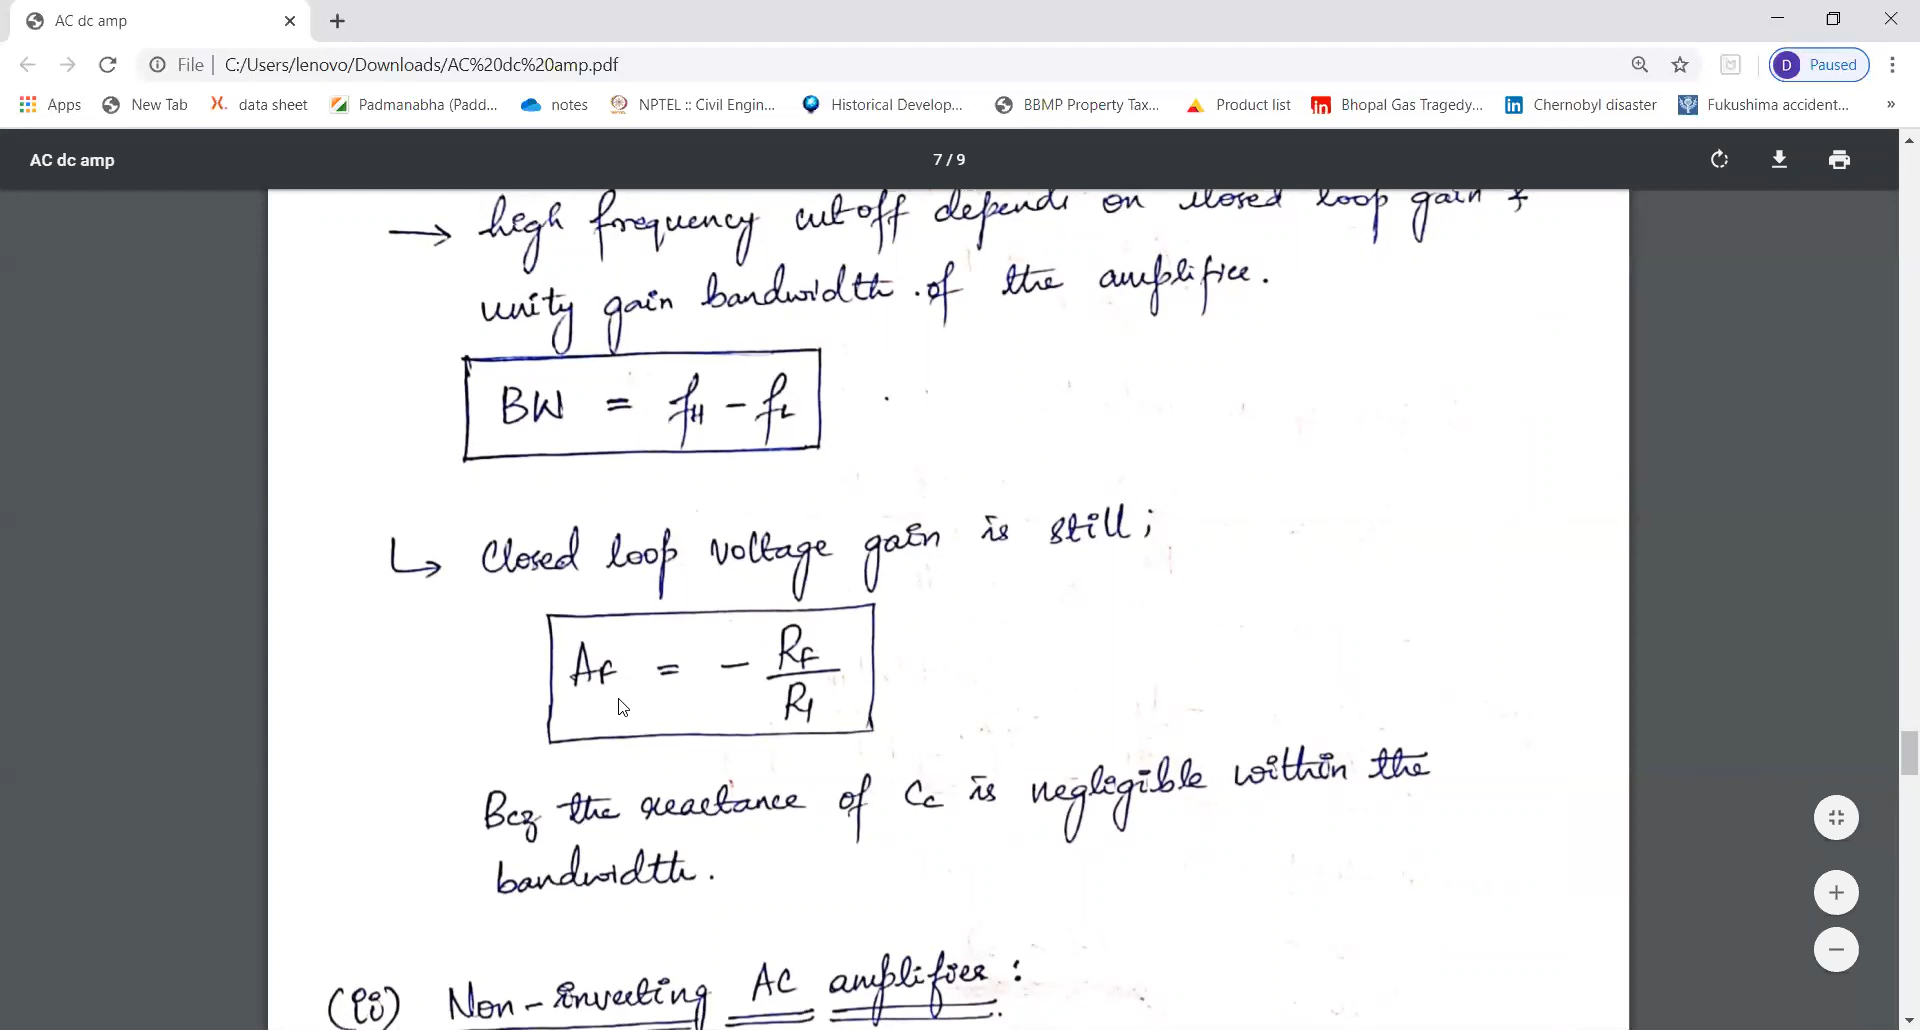 AC dc amp
File | C:/Users/lenovo/Downloads/AC%20dc%20amp.pdf
D Paused
Apps New Tab data sheet Padmanabha (Padd... notes NPTEL :: Civil Engin... Historical Develop... BBMP Property Tax... Product list Bhopal Gas Tragedy... Chernobyl disaster Fukushima accident... »
AC dc amp 7 / 9
→ high frequency cut off depends on closed loop gain &
unity gain bandwidth of the amplifier.
BW = fH - fL
↳ Closed loop voltage gain is still;
AF = - RF / R1
Bcz the reactance of Cc is negligible within the
bandwidth.
(ii) Non-inverting AC amplifier :